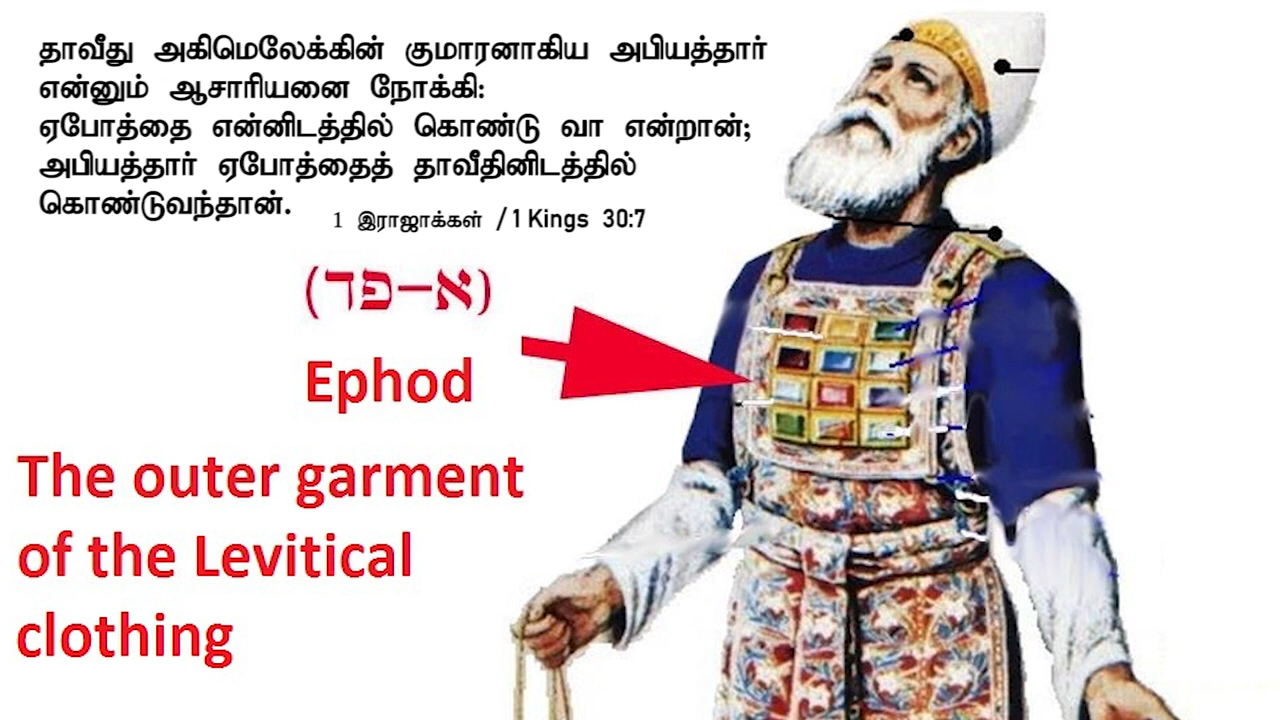 தாவீது அகிமெலேக்கின் குமாரனாகிய அபியத்தார்
என்னும் ஆசாரியனை நோக்கி:
ஏபோத்தை என்னிடத்தில் கொண்டு வா என்றான்;
அபியத்தார் ஏபோத்தைத் தாவீதினிடத்தில்
கொண்டுவந்தான்.
1 இராஜாக்கள் / 1 Kings 30:7
(א–פד)
Ephod
The outer garment
of the Levitical
clothing